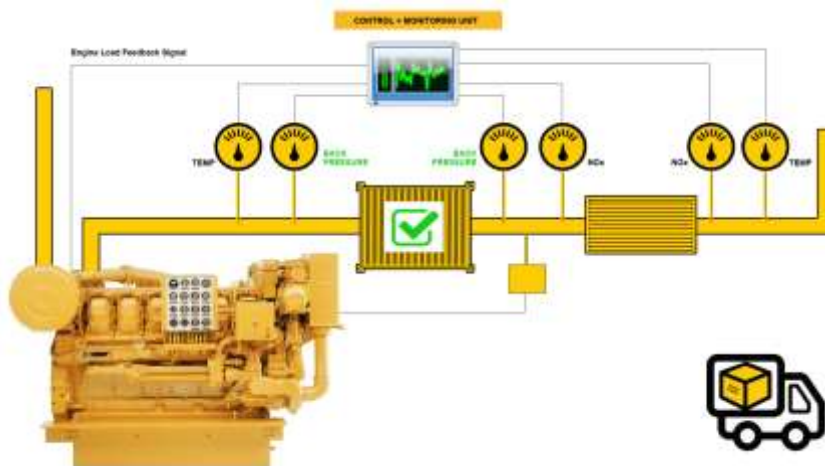 CONTROL + MONITORING UNIT
Engine Load Feedback Signal
TEMP
BACK
PRESSURE
BACK
PRESSURE
NOx
NOx
TEMP